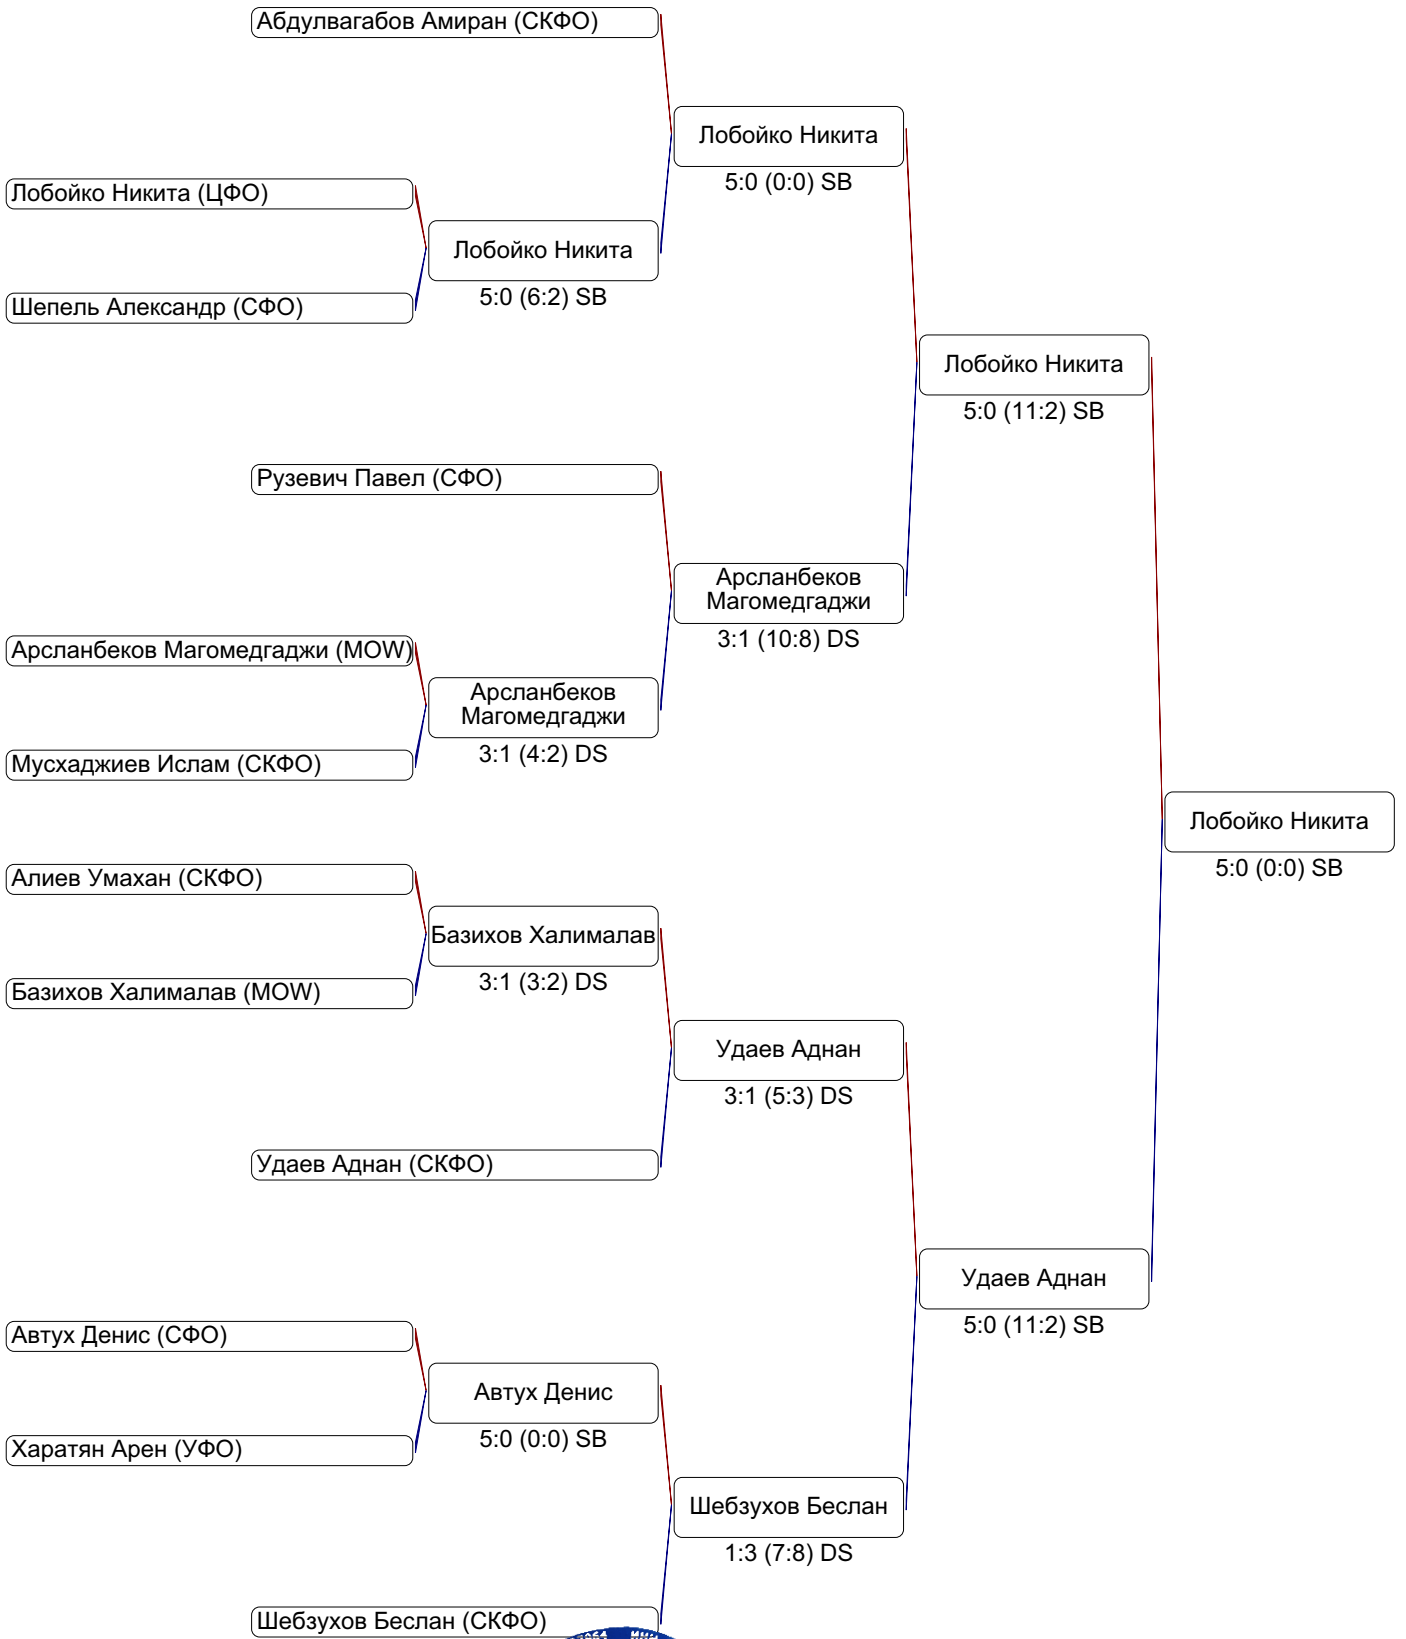 Абдулвагабов Амиран (СКФО)
Лобойко Никита
5:0 (0:0) SB
Лобойко Никита (ЦФО)
Лобойко Никита
5:0 (6:2) SB
Шепель Александр (СФО)
Лобойко Никита
5:0 (11:2) SB
Рузевич Павел (СФО)
Арсланбеков
Магомедгаджи
3:1 (10:8) DS
Арсланбеков Магомедгаджи (MOW)
Арсланбеков
Магомедгаджи
3:1 (4:2) DS
Мусхаджиев Ислам (СКФО)
Лобойко Никита
5:0 (0:0) SB
Алиев Умахан (СКФО)
Базихов Халималав
3:1 (3:2) DS
Базихов Халималав (MOW)
Удаев Аднан
3:1 (5:3) DS
Удаев Аднан (СКФО)
Удаев Аднан
5:0 (11:2) SB
Автух Денис (СФО)
Автух Денис
5:0 (0:0) SB
Харатян Арен (УФО)
Шебзухов Беслан
1:3 (7:8) DS
Шебзухов Беслан (СКФО)